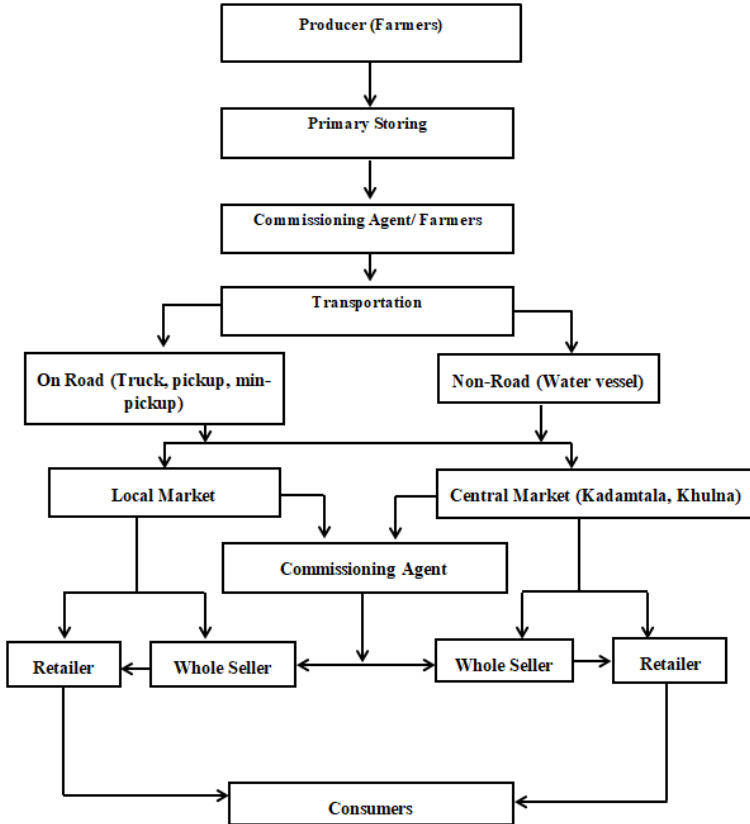 Producer (Farmers)
Primary Storing
Commissioning Agent/ Farmers
Transportation
On Road (Truck, pickup, min-
pickup)
Non-Road (Water vessel)
Local Market
Central Market (Kadamtala, Khulna)
Commissioning Agent
Retailer
Whole Seller
Whole Seller
Retailer
Consumers